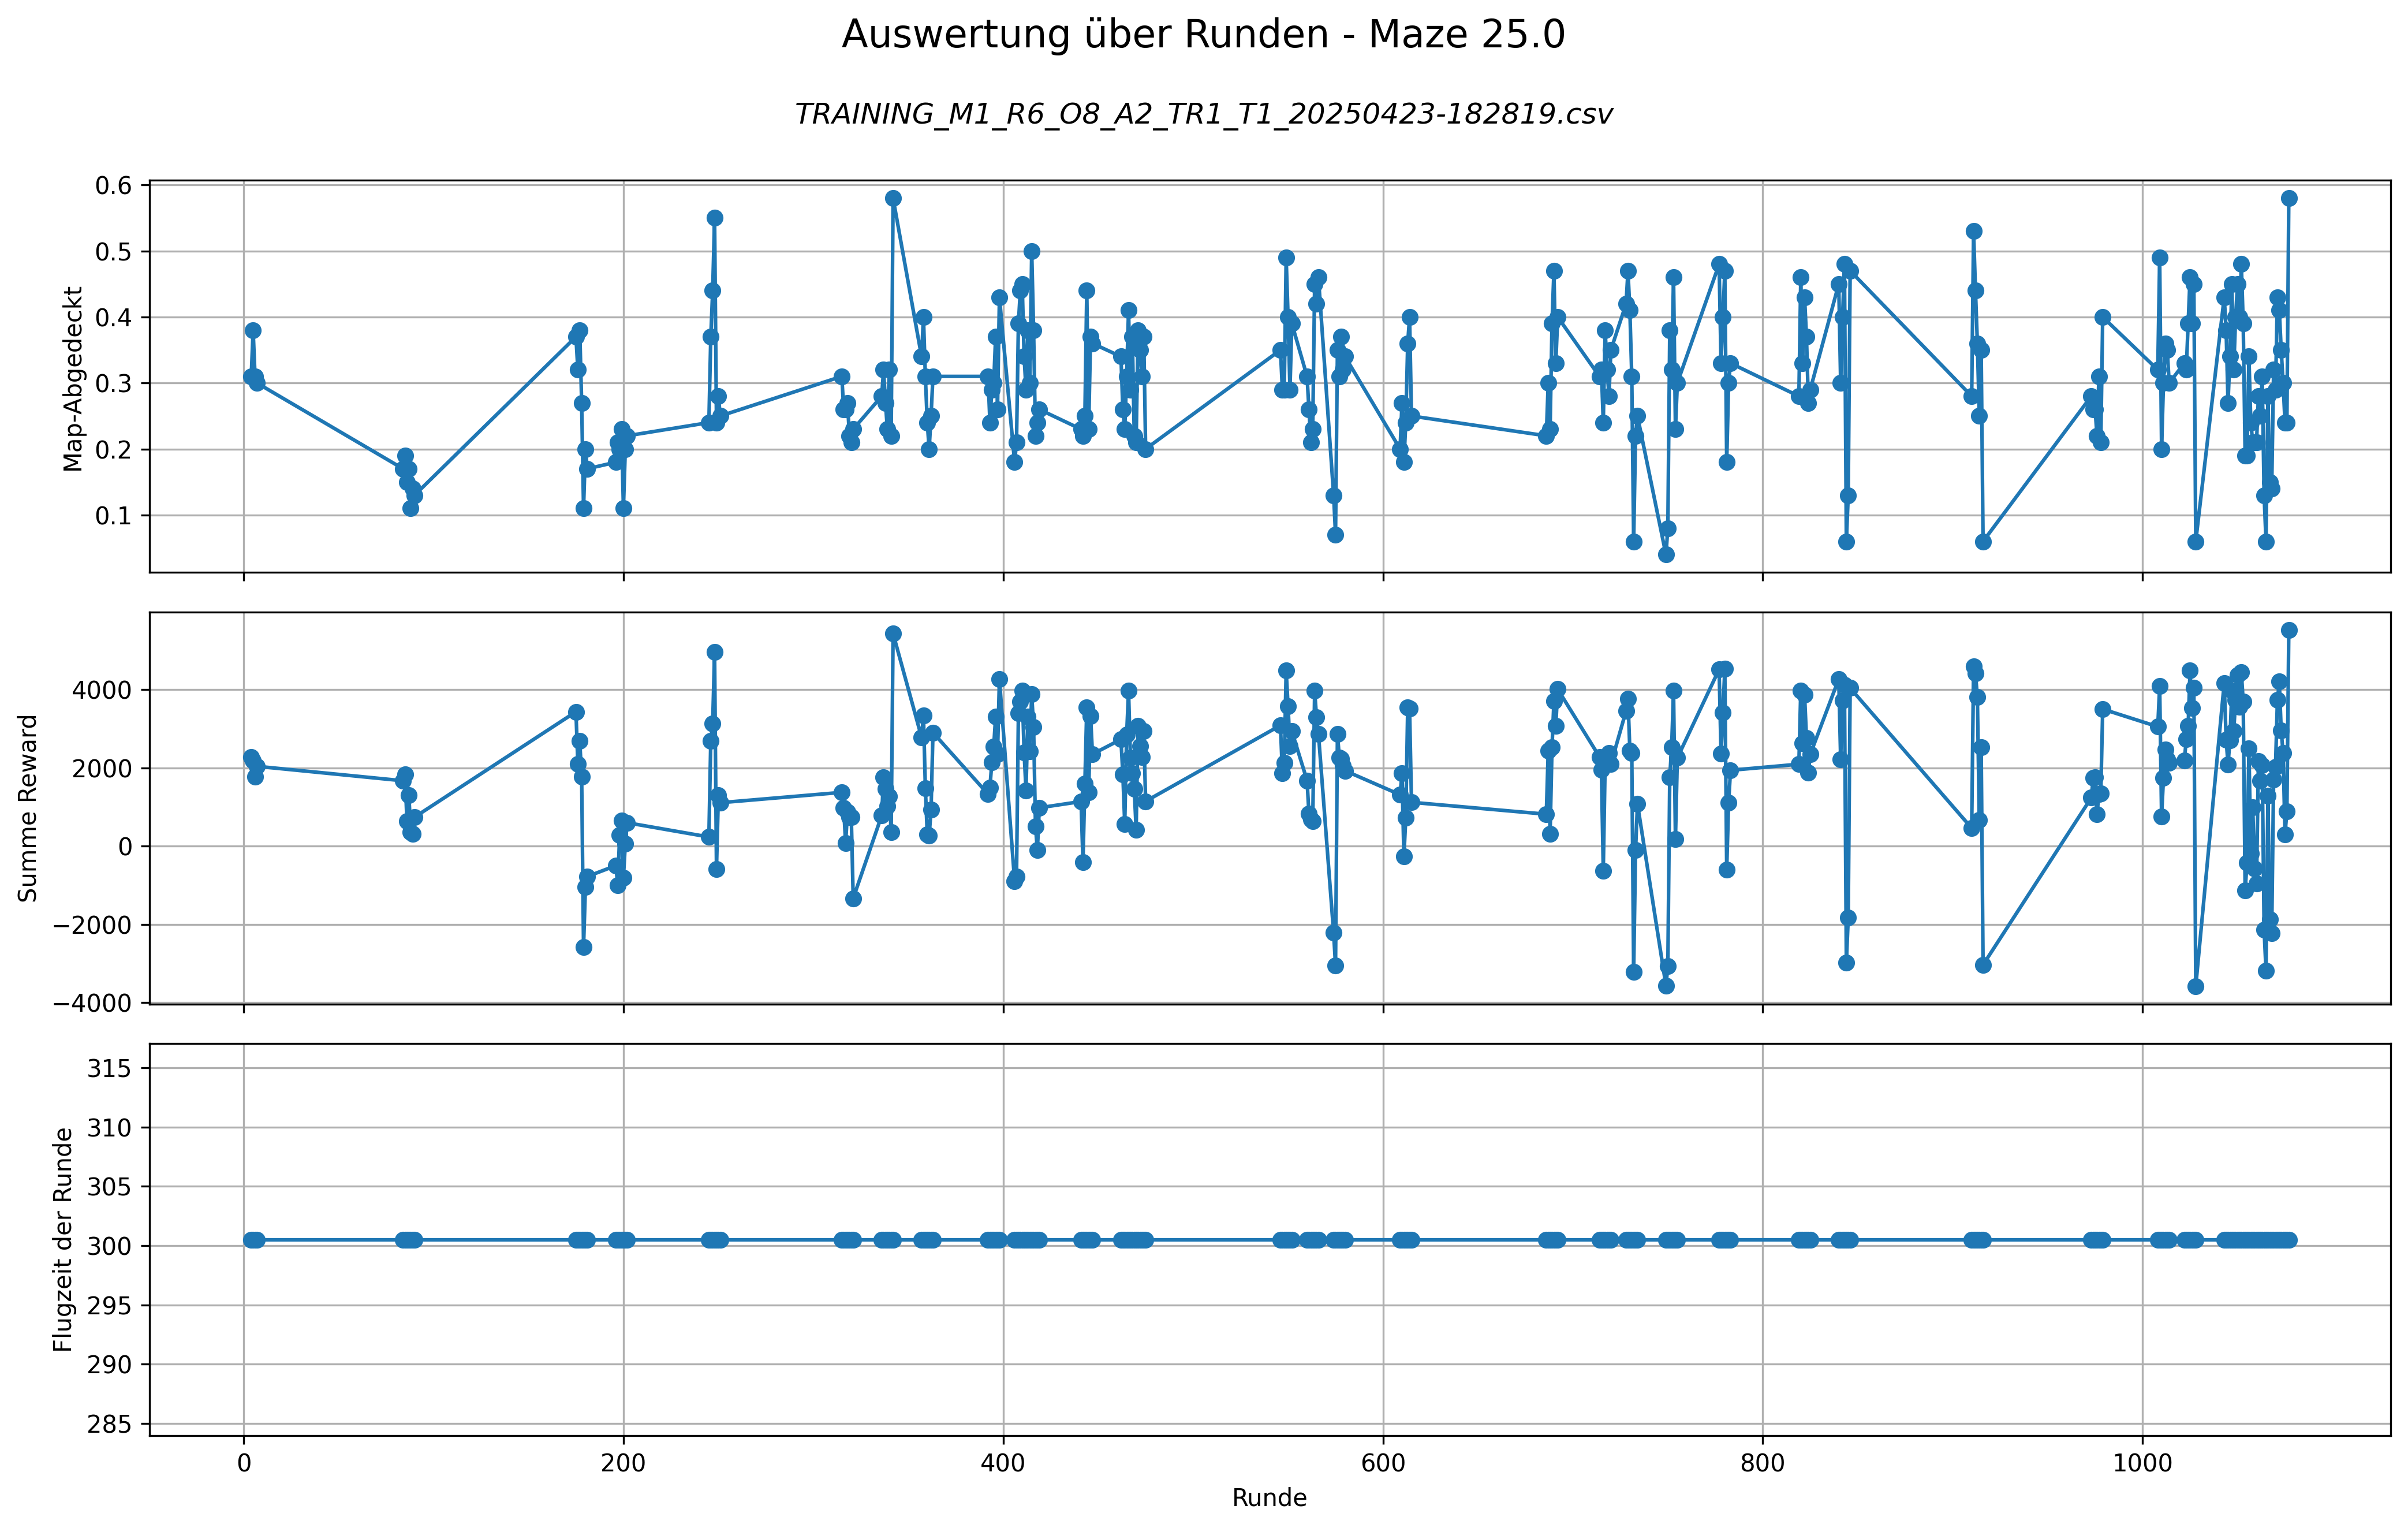 Auswertung über Runden - Maze 25.0
TRAINING_M1_R6_O8_A2_TR1_T1_20250423-182819.csv
Map-Abgedeckt
0.6
0.5
0.4
0.3
0.2
0.1
Summe Reward
4000
2000
0
−2000
−4000
Flugzeit der Runde
315
310
305
300
295
290
285
0 200 400 600 800 1000
Runde